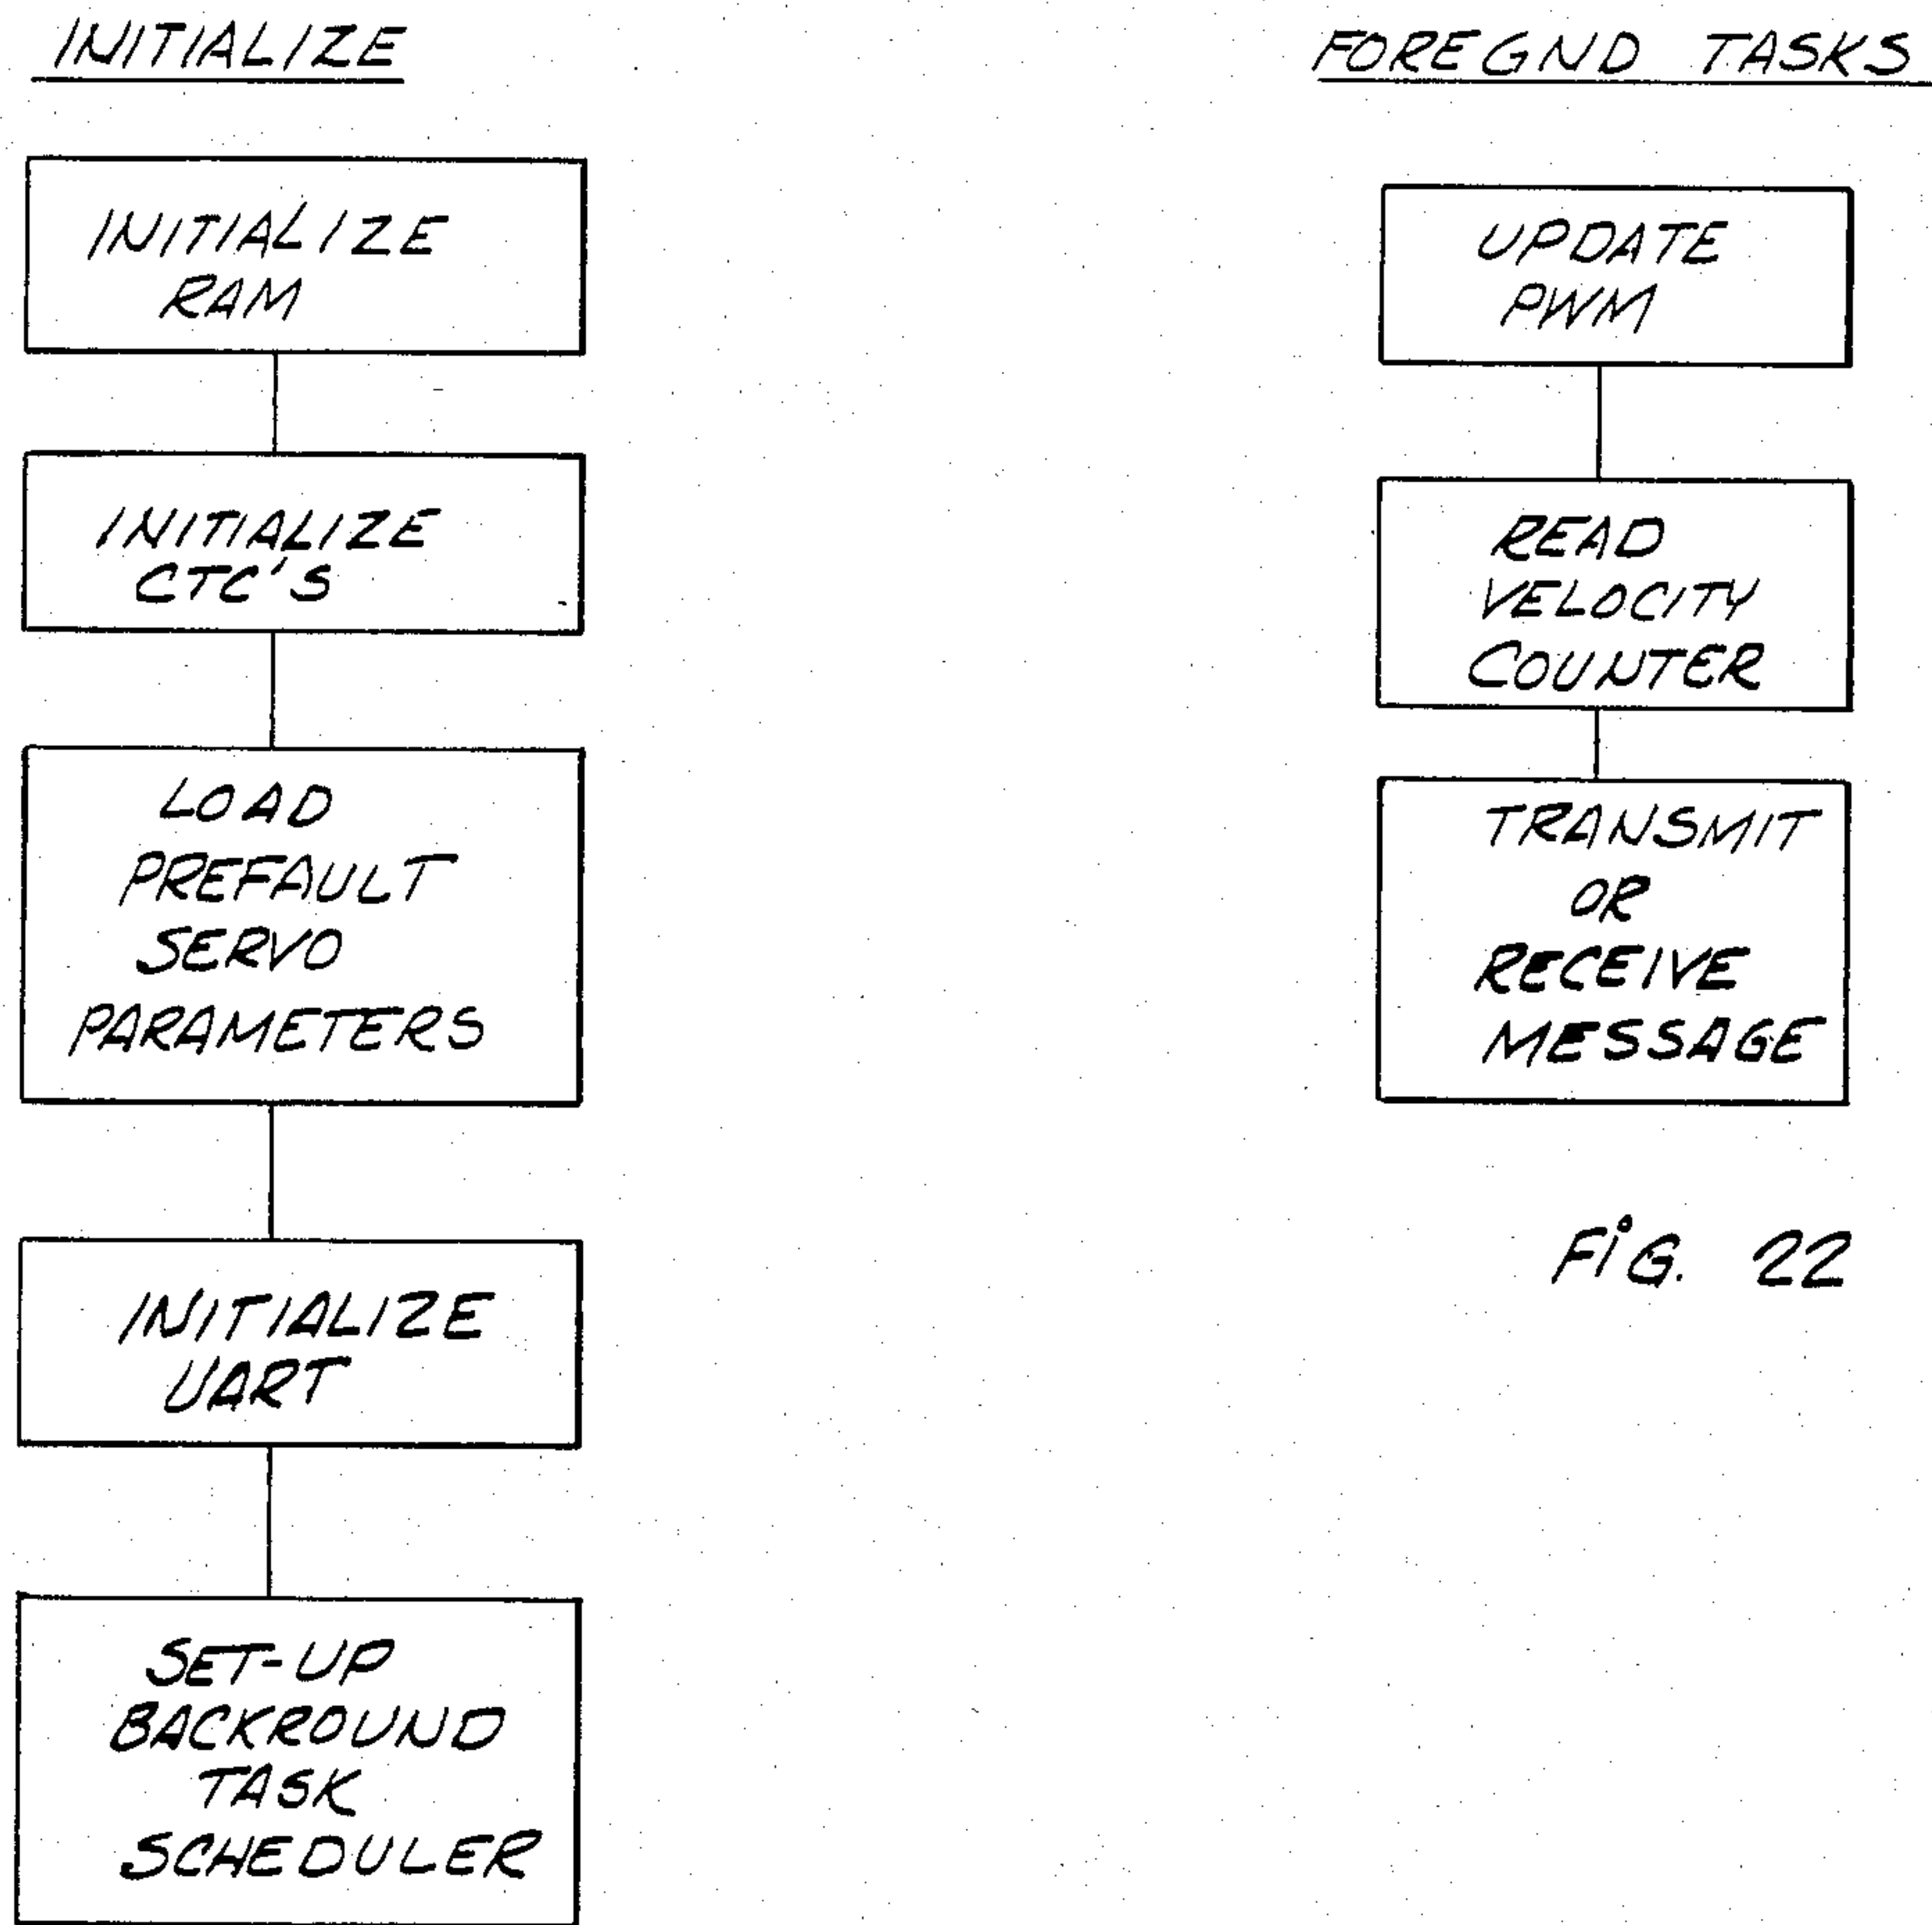 INITIALIZE
INITIALIZE
RAM
INITIALIZE
CTC'S
LOAD
PREFAULT
SERVO
PARAMETERS
INITIALIZE
UART
SET-UP
BACKROUND
TASK
SCHEDULER
FOREGND TASKS
UPDATE
PWM
READ
VELOCITY
COUNTER
TRANSMIT
OR
RECEIVE
MESSAGE
FiG. 22